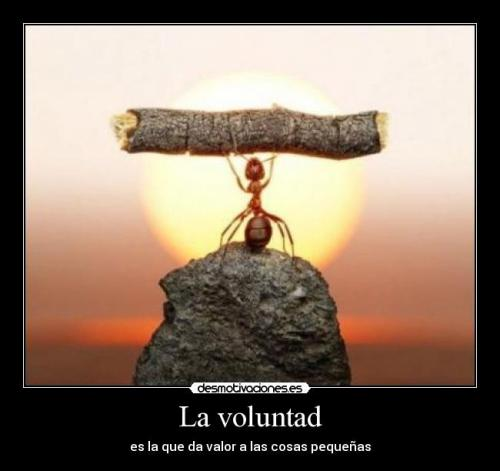 desmotivaciones.es
La voluntad
es la que da valor a las cosas pequeñas